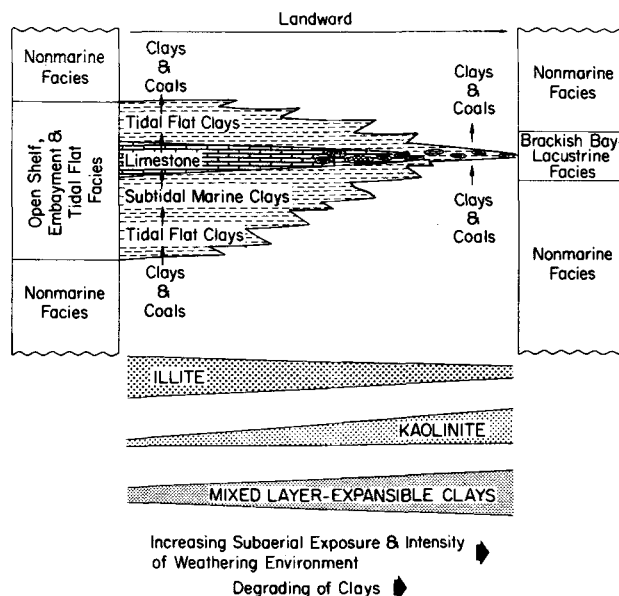 Landward
Nonmarine
Facies
Open Shelf,
Embayment &
Tidal Flat
Facies
Nonmarine
Facies
Clays
&
Coals
Tidal Flat Clays
Limestone
Subtidal Marine Clays
Tidal Flat Clays
Clays
&
Coals
Clays
&
Coals
Clays
&
Coals
Nonmarine
Facies
Brackish Bay-
Lacustrine
Facies
Nonmarine
Facies
ILLITE
KAOLINITE
MIXED LAYER-EXPANSIBLE CLAYS
Increasing Subaerial Exposure & Intensity
of Weathering Environment
Degrading of Clays